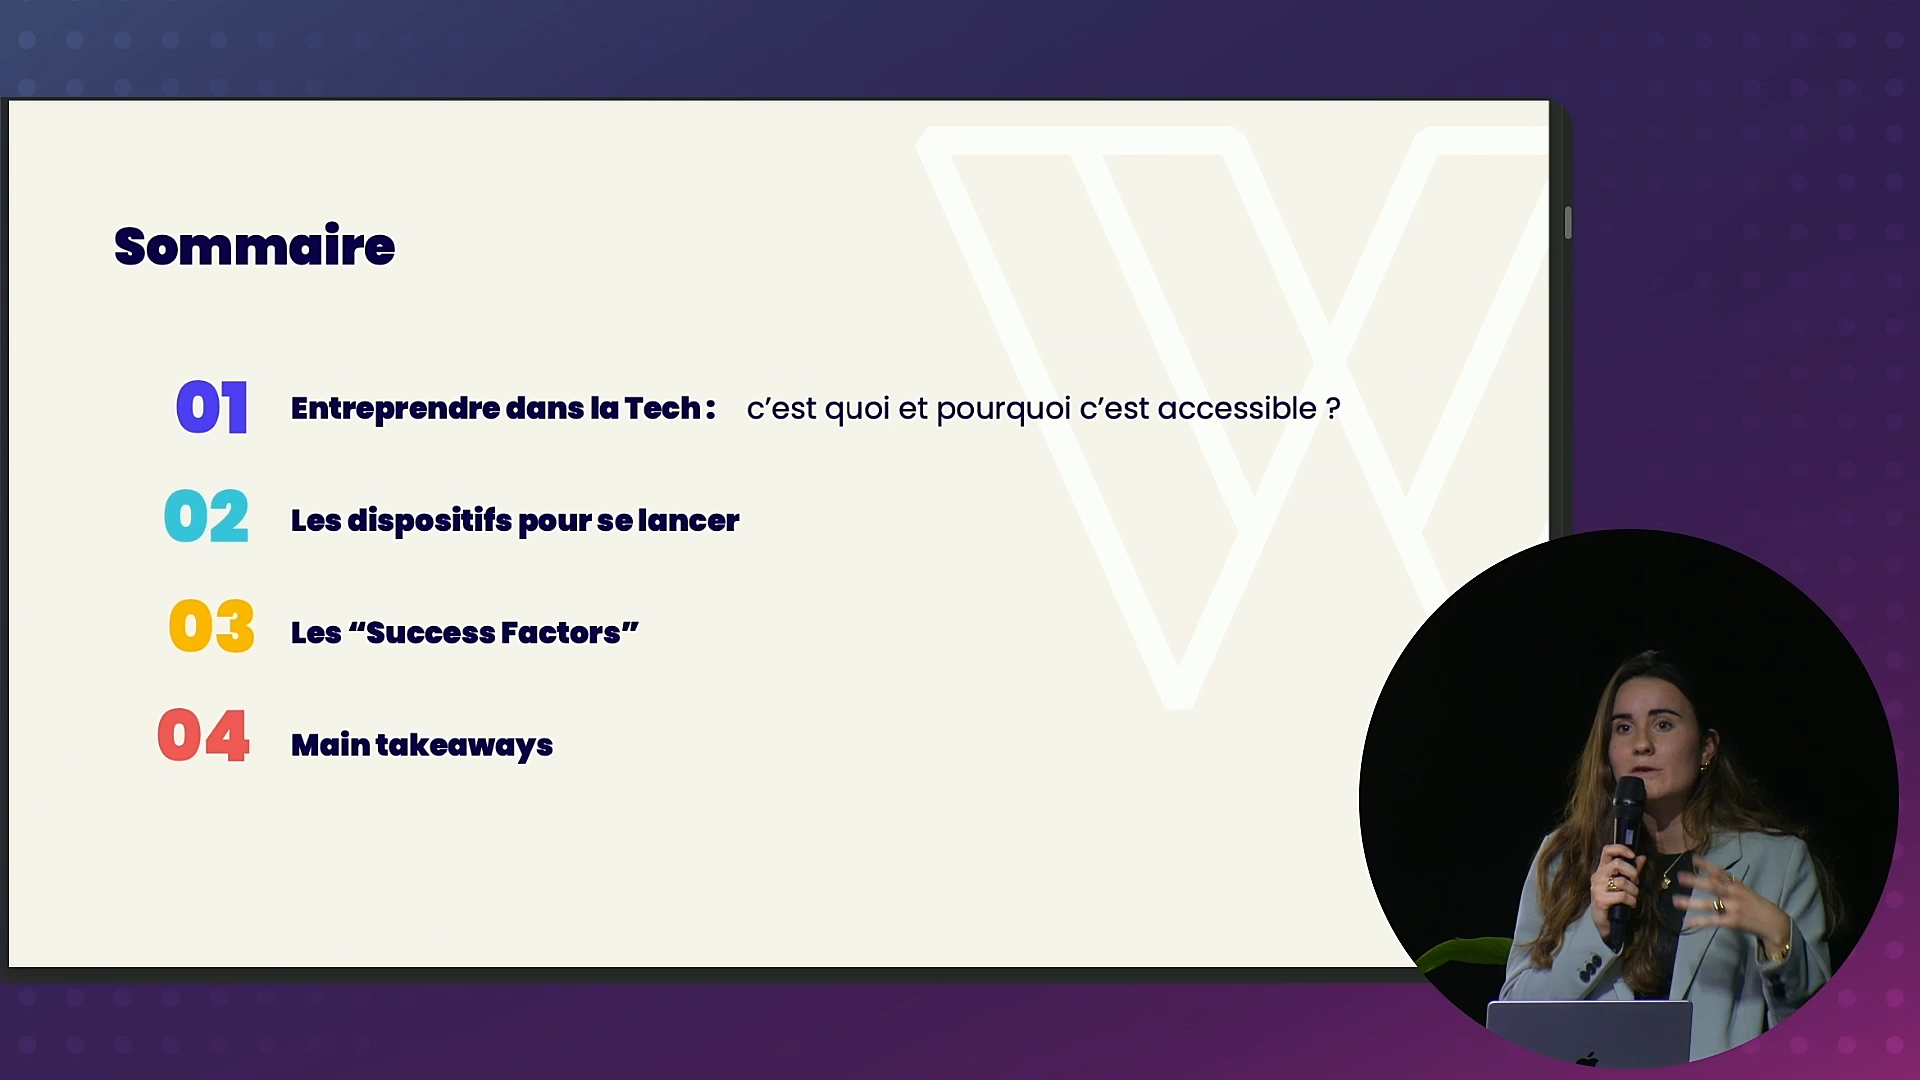 Sommaire
01 Entreprendre dans la Tech : c’est quoi et pourquoi c’est accessible ?
02 Les dispositifs pour se lancer
03 Les “Success Factors”
04 Main takeaways